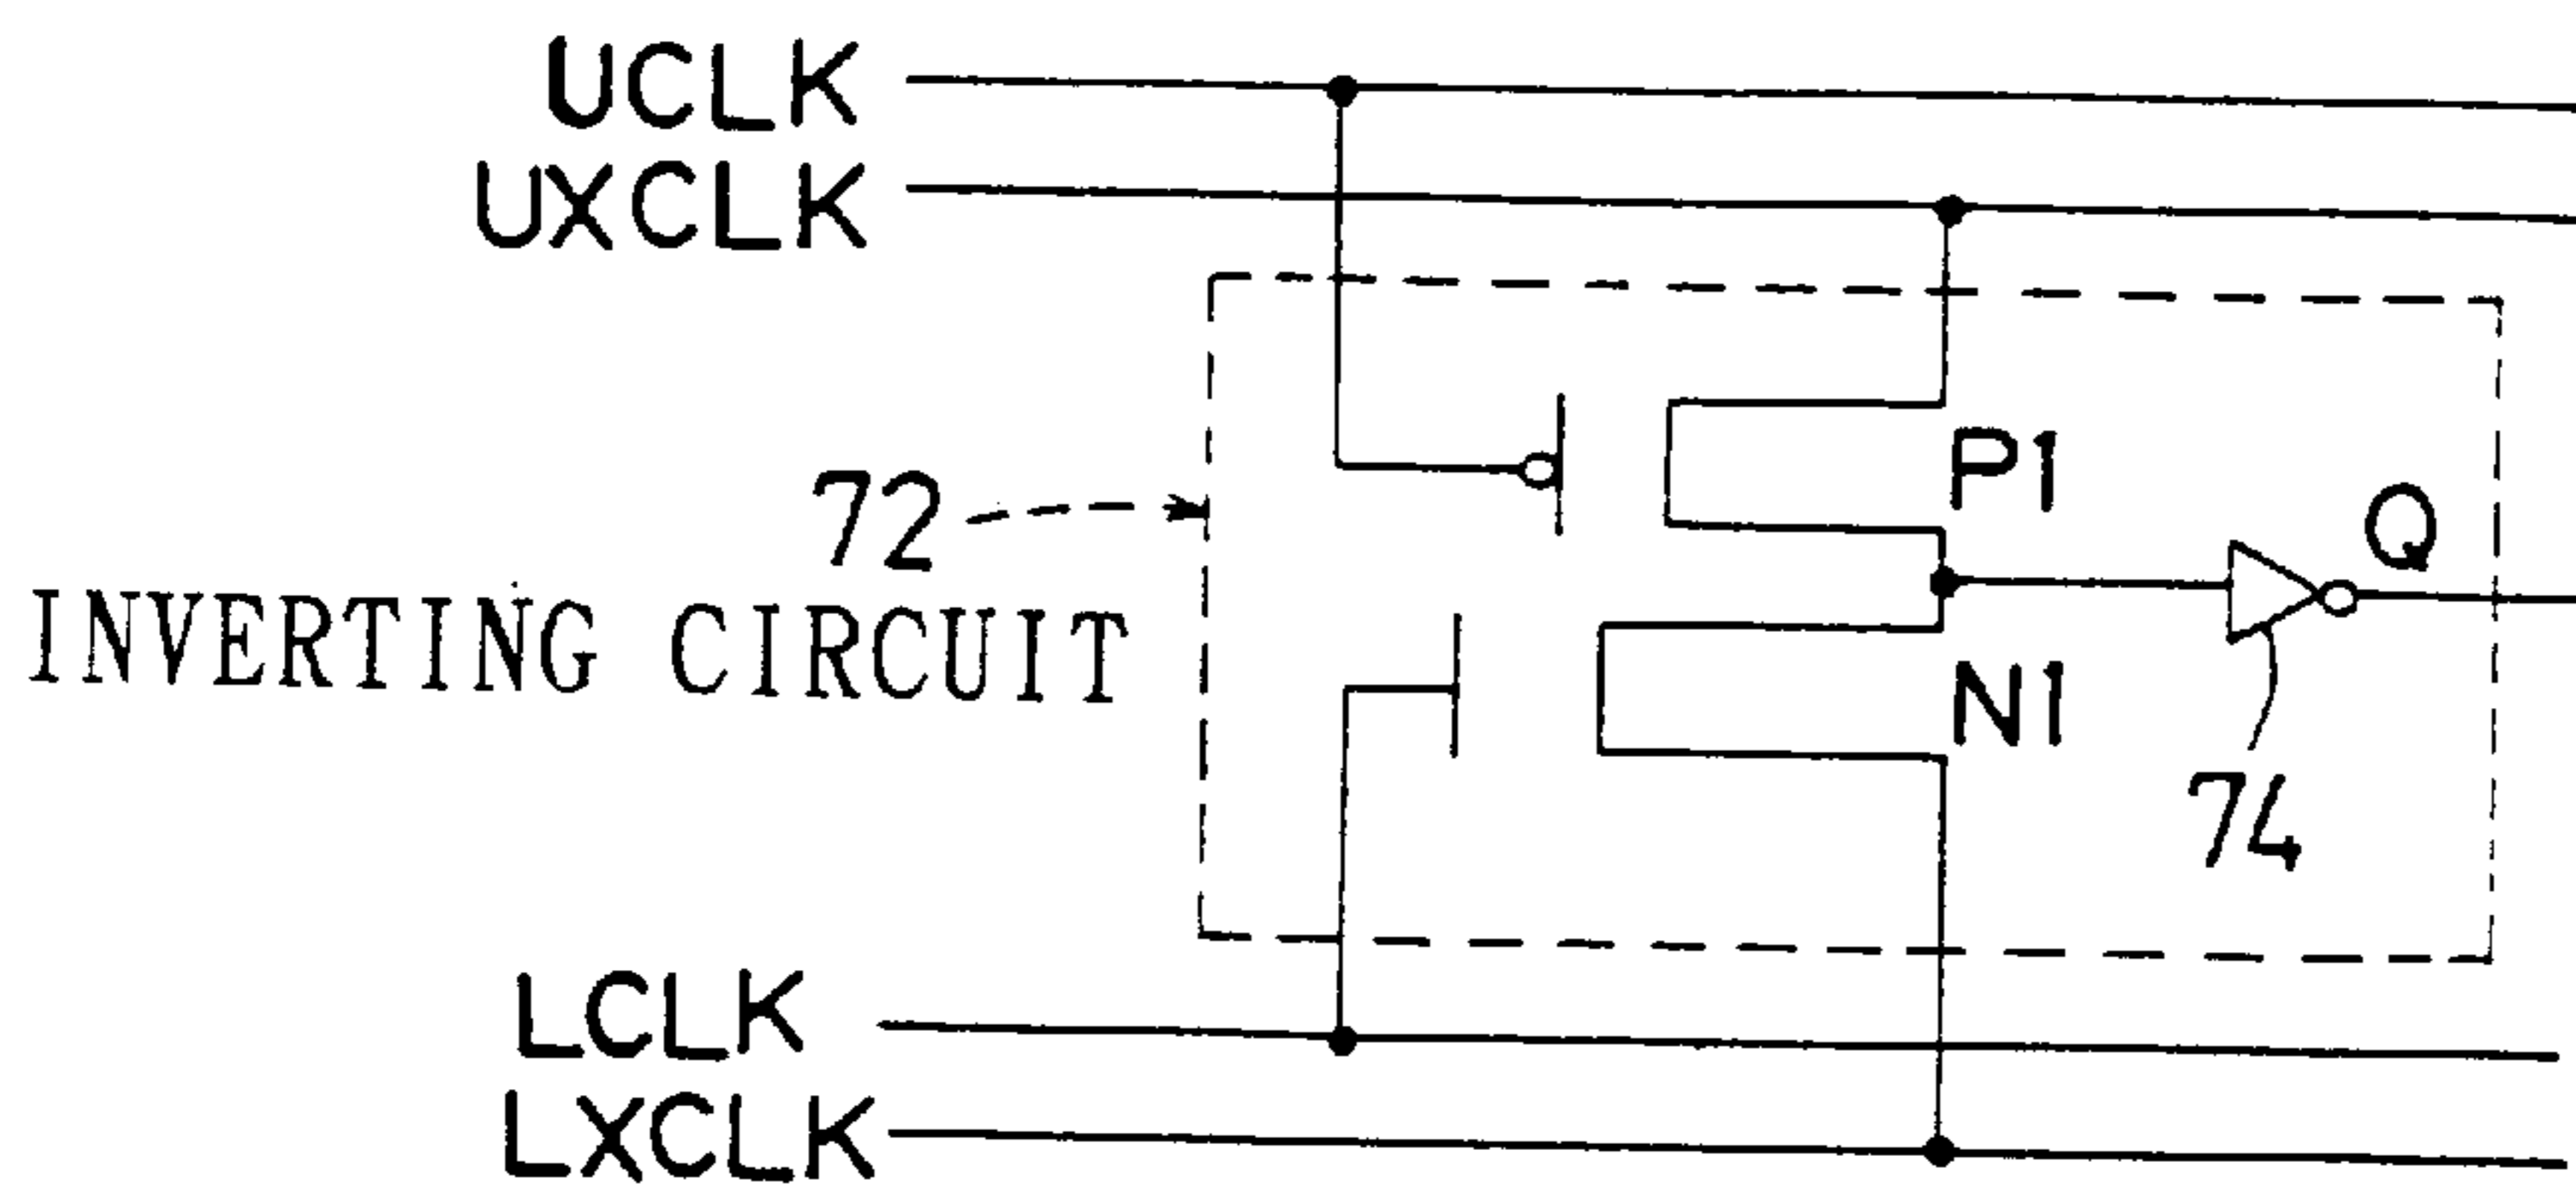 UCLK
UXCLK
P1
72
Q
INVERTING CIRCUIT
N1
74
LCLK
LXCLK